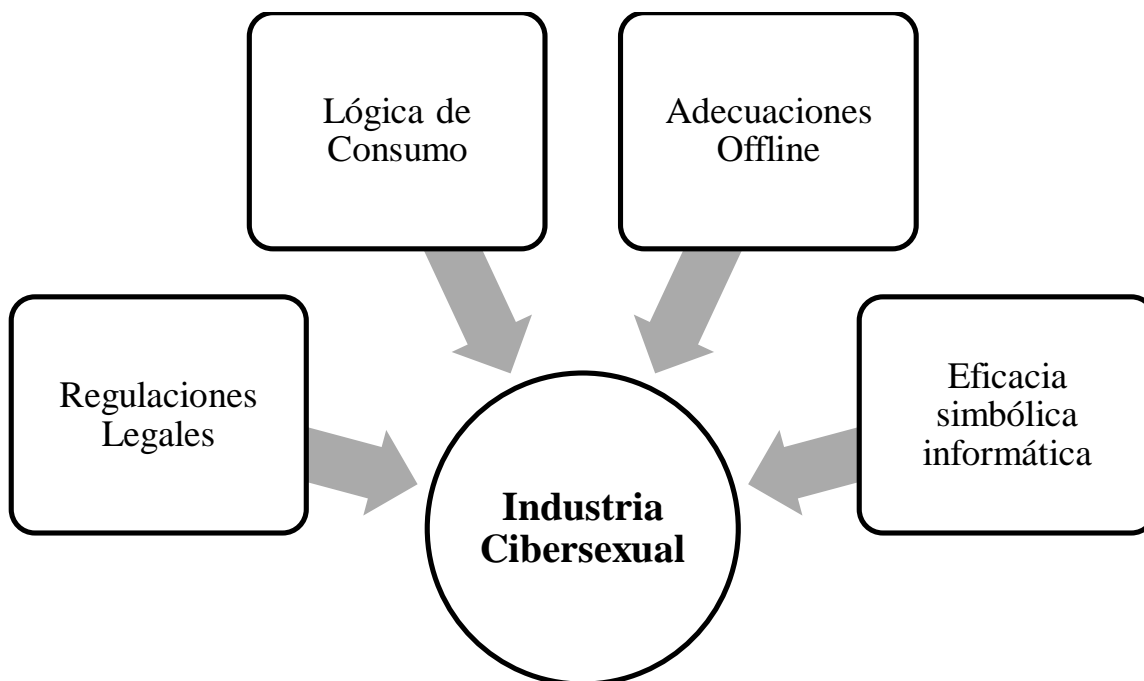 Lógica de
Consumo
Adecuaciones
Offline
Regulaciones
Legales
Eficacia
simbólica
informática
Industria
Cibersexual